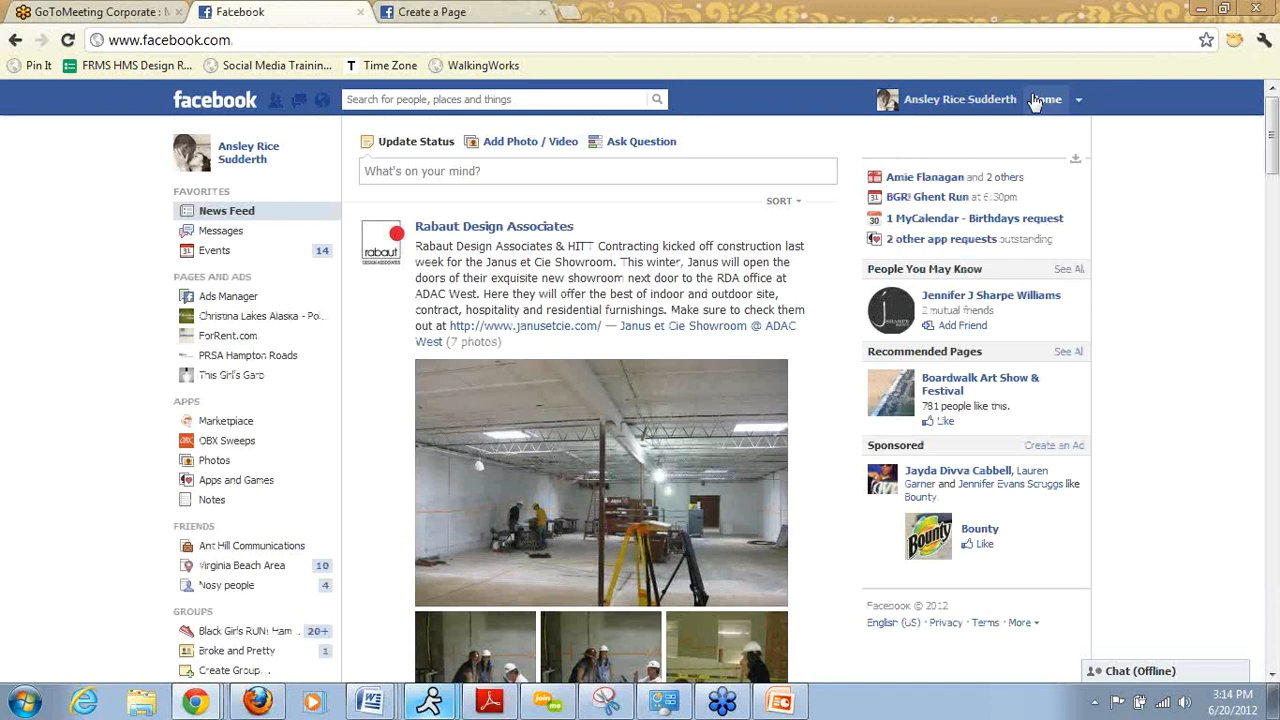 GoToMeeting Corporate :
Facebook
Create a Page
www.facebook.com
Pin It
FRMS HMS Design R...
Social Media Trainin...
Time Zone
WalkingWorks
facebook
Search for people, places and things
Ansley Rice Sudderth
Home
Ansley Rice
Sudderth
FAVORITES
News Feed
Messages
Events 14
PAGES AND ADS
Ads Manager
Christina Lakes Alaska - Po...
ForRent.com
PRSA Hampton Roads
This Girl's Garb
APPS
Marketplace
OBX Sweeps
Photos
Apps and Games
Notes
FRIENDS
Ant Hill Communications
Virginia Beach Area 10
Nosy people 4
GROUPS
Black Girls RUN! Ham... 20+
Broke and Pretty 1
Create Group...
Update Status
Add Photo / Video
Ask Question
What's on your mind?
SORT
Rabaut Design Associates
Rabaut Design Associates & HITT Contracting kicked off construction last
week for the Janus et Cie Showroom. This winter, Janus will open the
doors of their exquisite new showroom next door to the RDA office at
ADAC West. Here they will offer the best of indoor and outdoor site,
contract, hospitality and residential furnishings. Make sure to check them
out at http://www.janusetcie.com/ — Janus et Cie Showroom @ ADAC
West (7 photos)
rabaut
DESIGN ASSOCIATES
Amie Flanagan and 2 others
31 BGR! Ghent Run at 6:30pm
30 1 MyCalendar - Birthdays request
2 other app requests outstanding
People You May Know
See All
Jennifer J Sharpe Williams
2 mutual friends
Add Friend
Recommended Pages
See All
Boardwalk Art Show &
Festival
781 people like this.
Like
Sponsored
Create an Ad
Jayda Divva Cabbell, Lauren
Garner and Jennifer Evans Scruggs like
Bounty.
Bounty
Bounty
Like
Facebook © 2012
English (US) · Privacy · Terms · More
Chat (Offline)
3:14 PM
6/20/2012